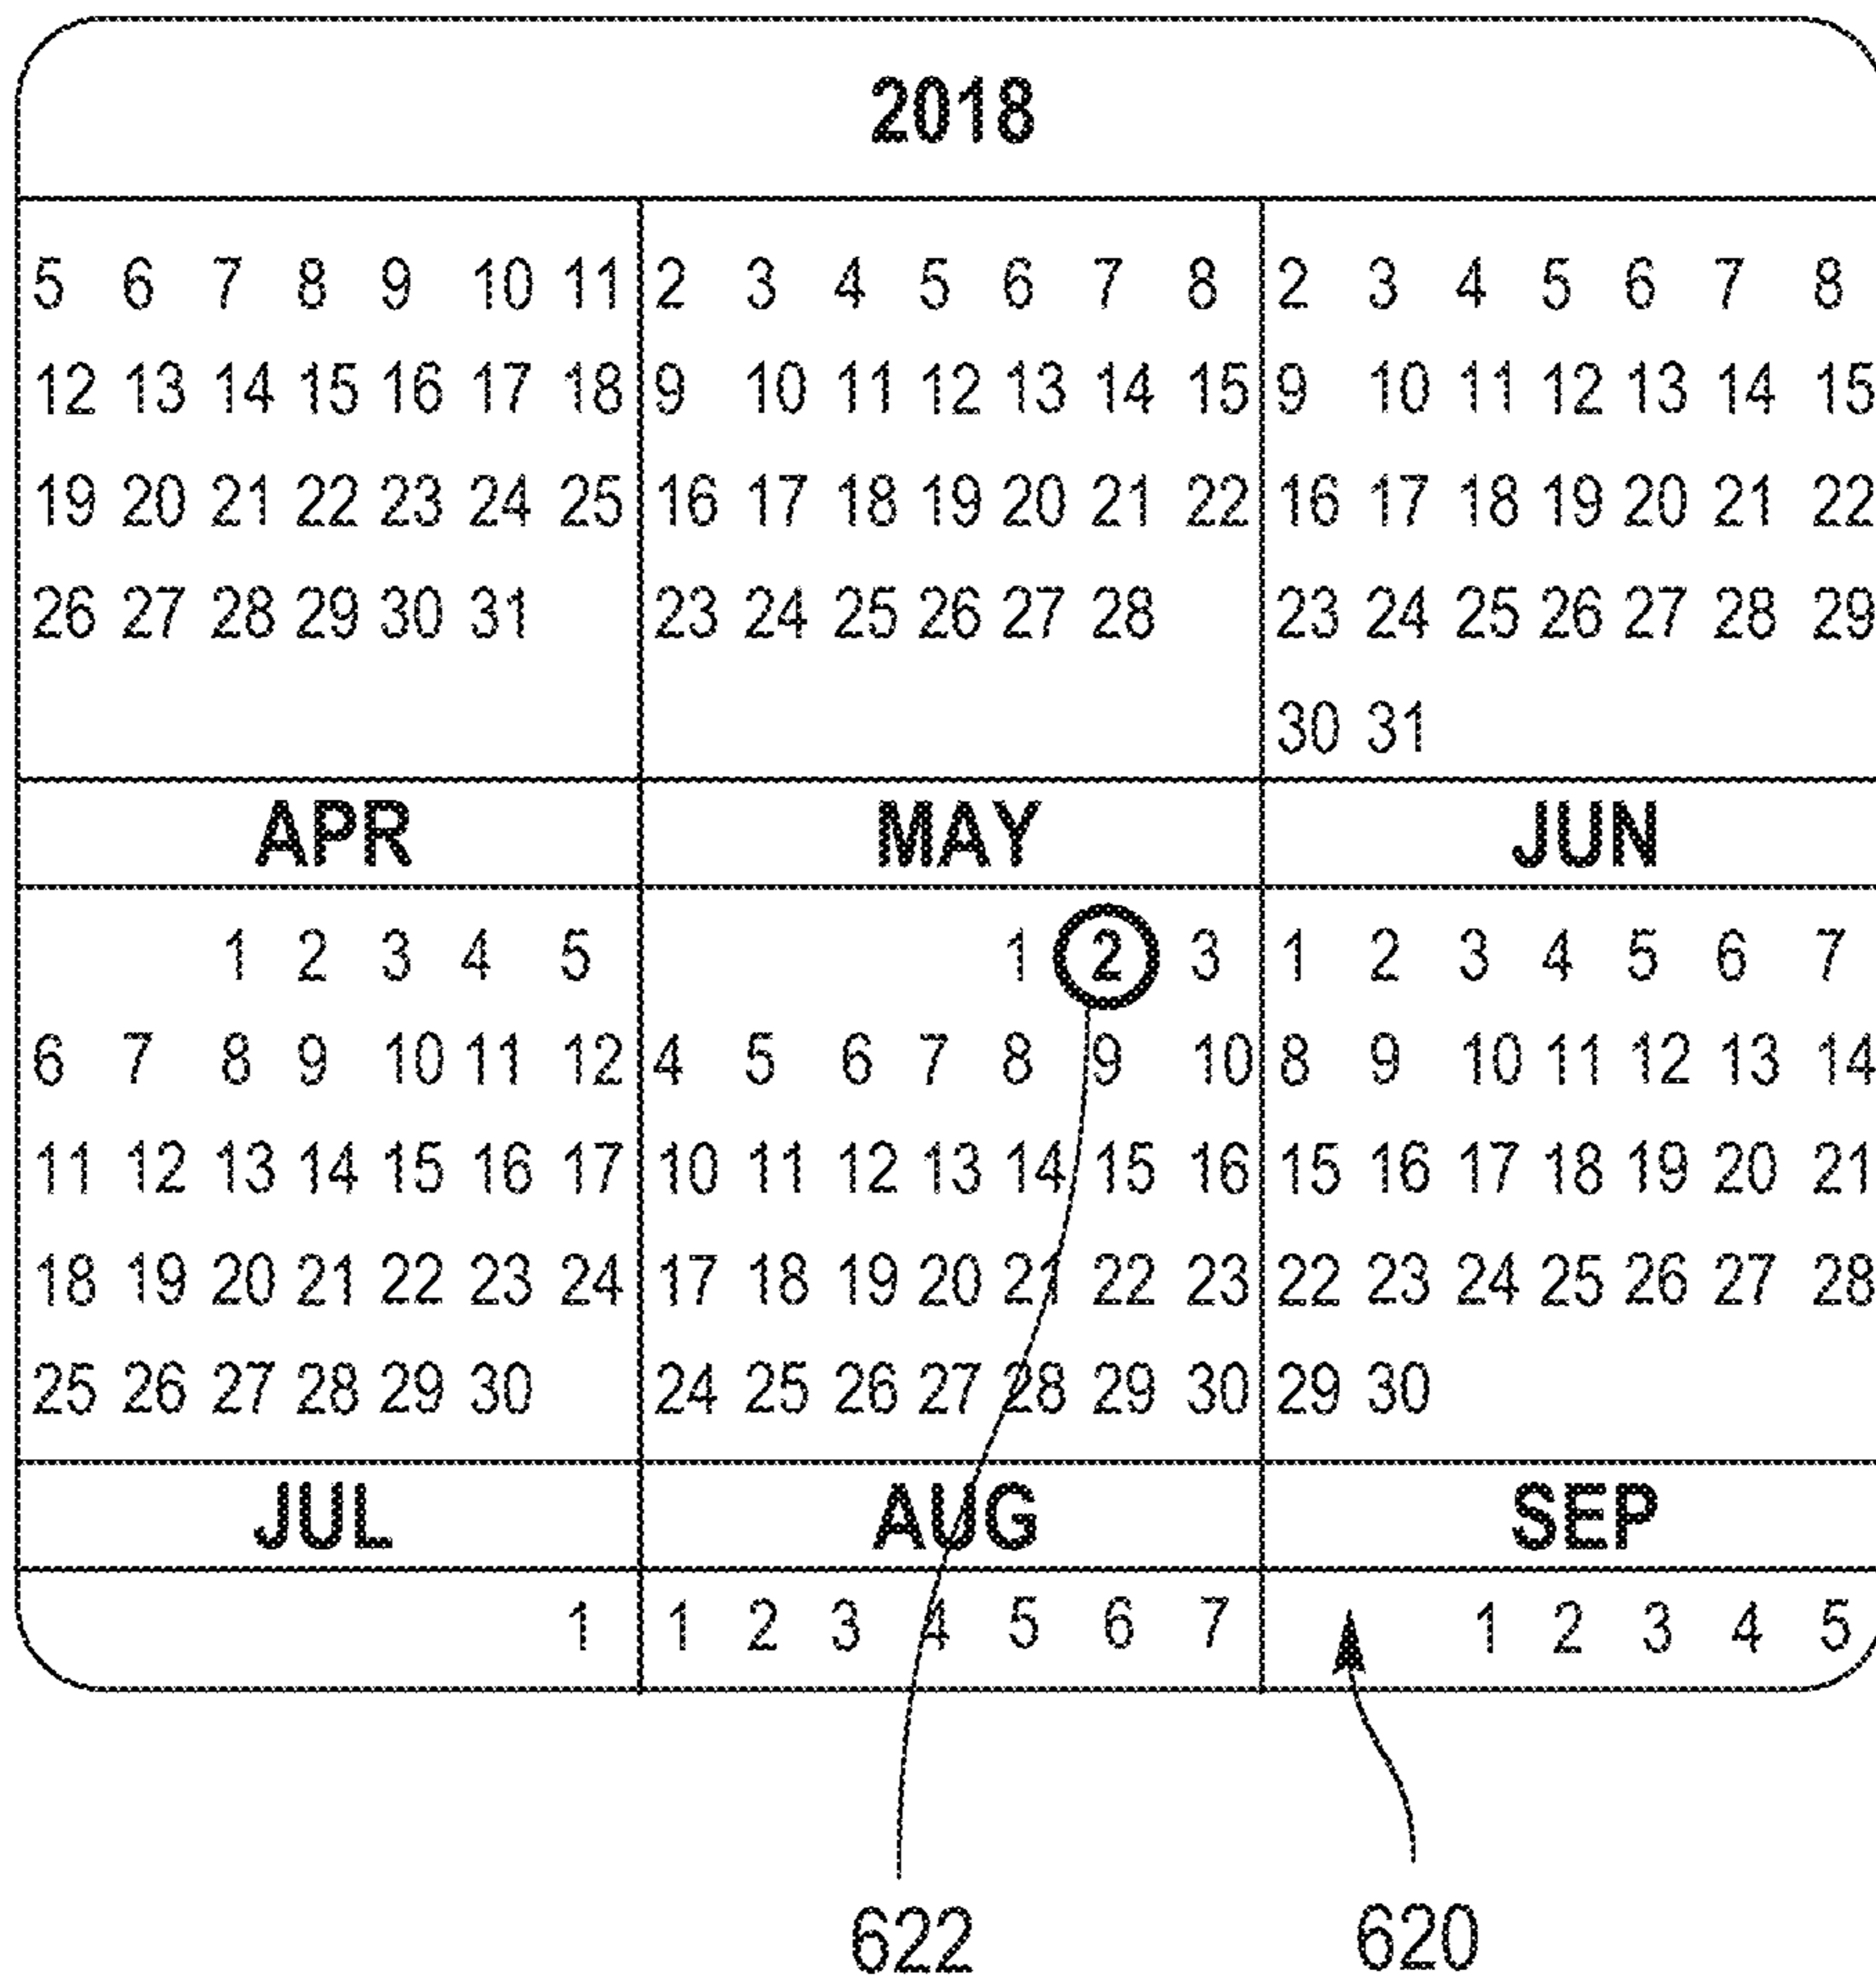 2018
5 6 7 8 9 10 11 2 3 4 5 6 7 8 2 3 4 5 6 7 8
12 13 14 15 16 17 18 9 10 11 12 13 14 15 9 10 11 12 13 14 15
19 20 21 22 23 24 25 16 17 18 19 20 21 22 16 17 18 19 20 21 22
26 27 28 29 30 31 23 24 25 26 27 28 23 24 25 26 27 28 29
30 31
APR MAY JUN
1 2 3 4 5 1 2 3 1 2 3 4 5 6 7
6 7 8 9 10 11 12 4 5 6 7 8 9 10 8 9 10 11 12 13 14
11 12 13 14 15 16 17 10 11 12 13 14 15 16 15 16 17 18 19 20 21
18 19 20 21 22 23 24 17 18 19 20 21 22 23 22 23 24 25 26 27 28
25 26 27 28 29 30 24 25 26 27 28 29 30 29 30
JUL AUG SEP
1 1 2 3 4 5 6 7 1 2 3 4 5
622 620